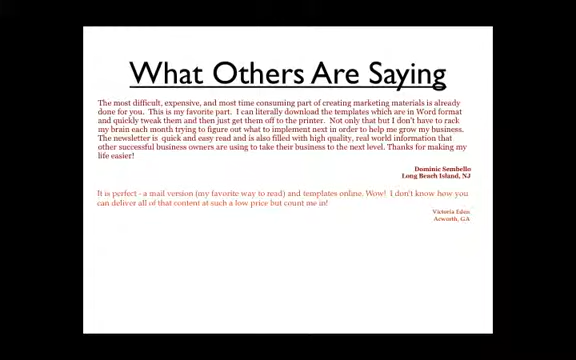 What Others Are Saying
The most difficult, expensive, and most time consuming part of creating marketing materials is already
done for you.  This is my favorite part.  I can literally download the templates which are in Word format
and quickly tweak them and then just get them off to the printer.  Not only that but I don't have to rack
my brain each month trying to figure out what to implement next in order to help me grow my business.
The newsletter is  quick and easy read and is also filled with high quality, real world information that
other successful business owners are using to take their business to the next level. Thanks for making my
life easier!
Dominic Sembello
Long Beach Island, NJ
It is perfect - a mail version (my favorite way to read) and templates online. Wow!  I don't know how you
can deliver all of that content at such a low price but count me in!
Victoria
Acworth, GA